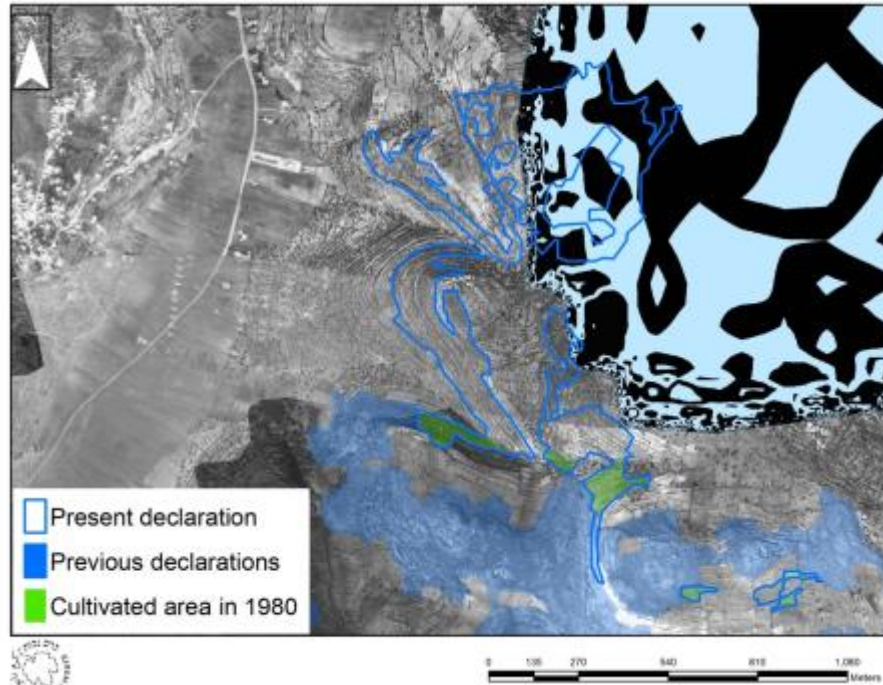 Present declaration
Previous declarations
Cultivated area in 1980
0 135 270 540 810 1,080
Meters